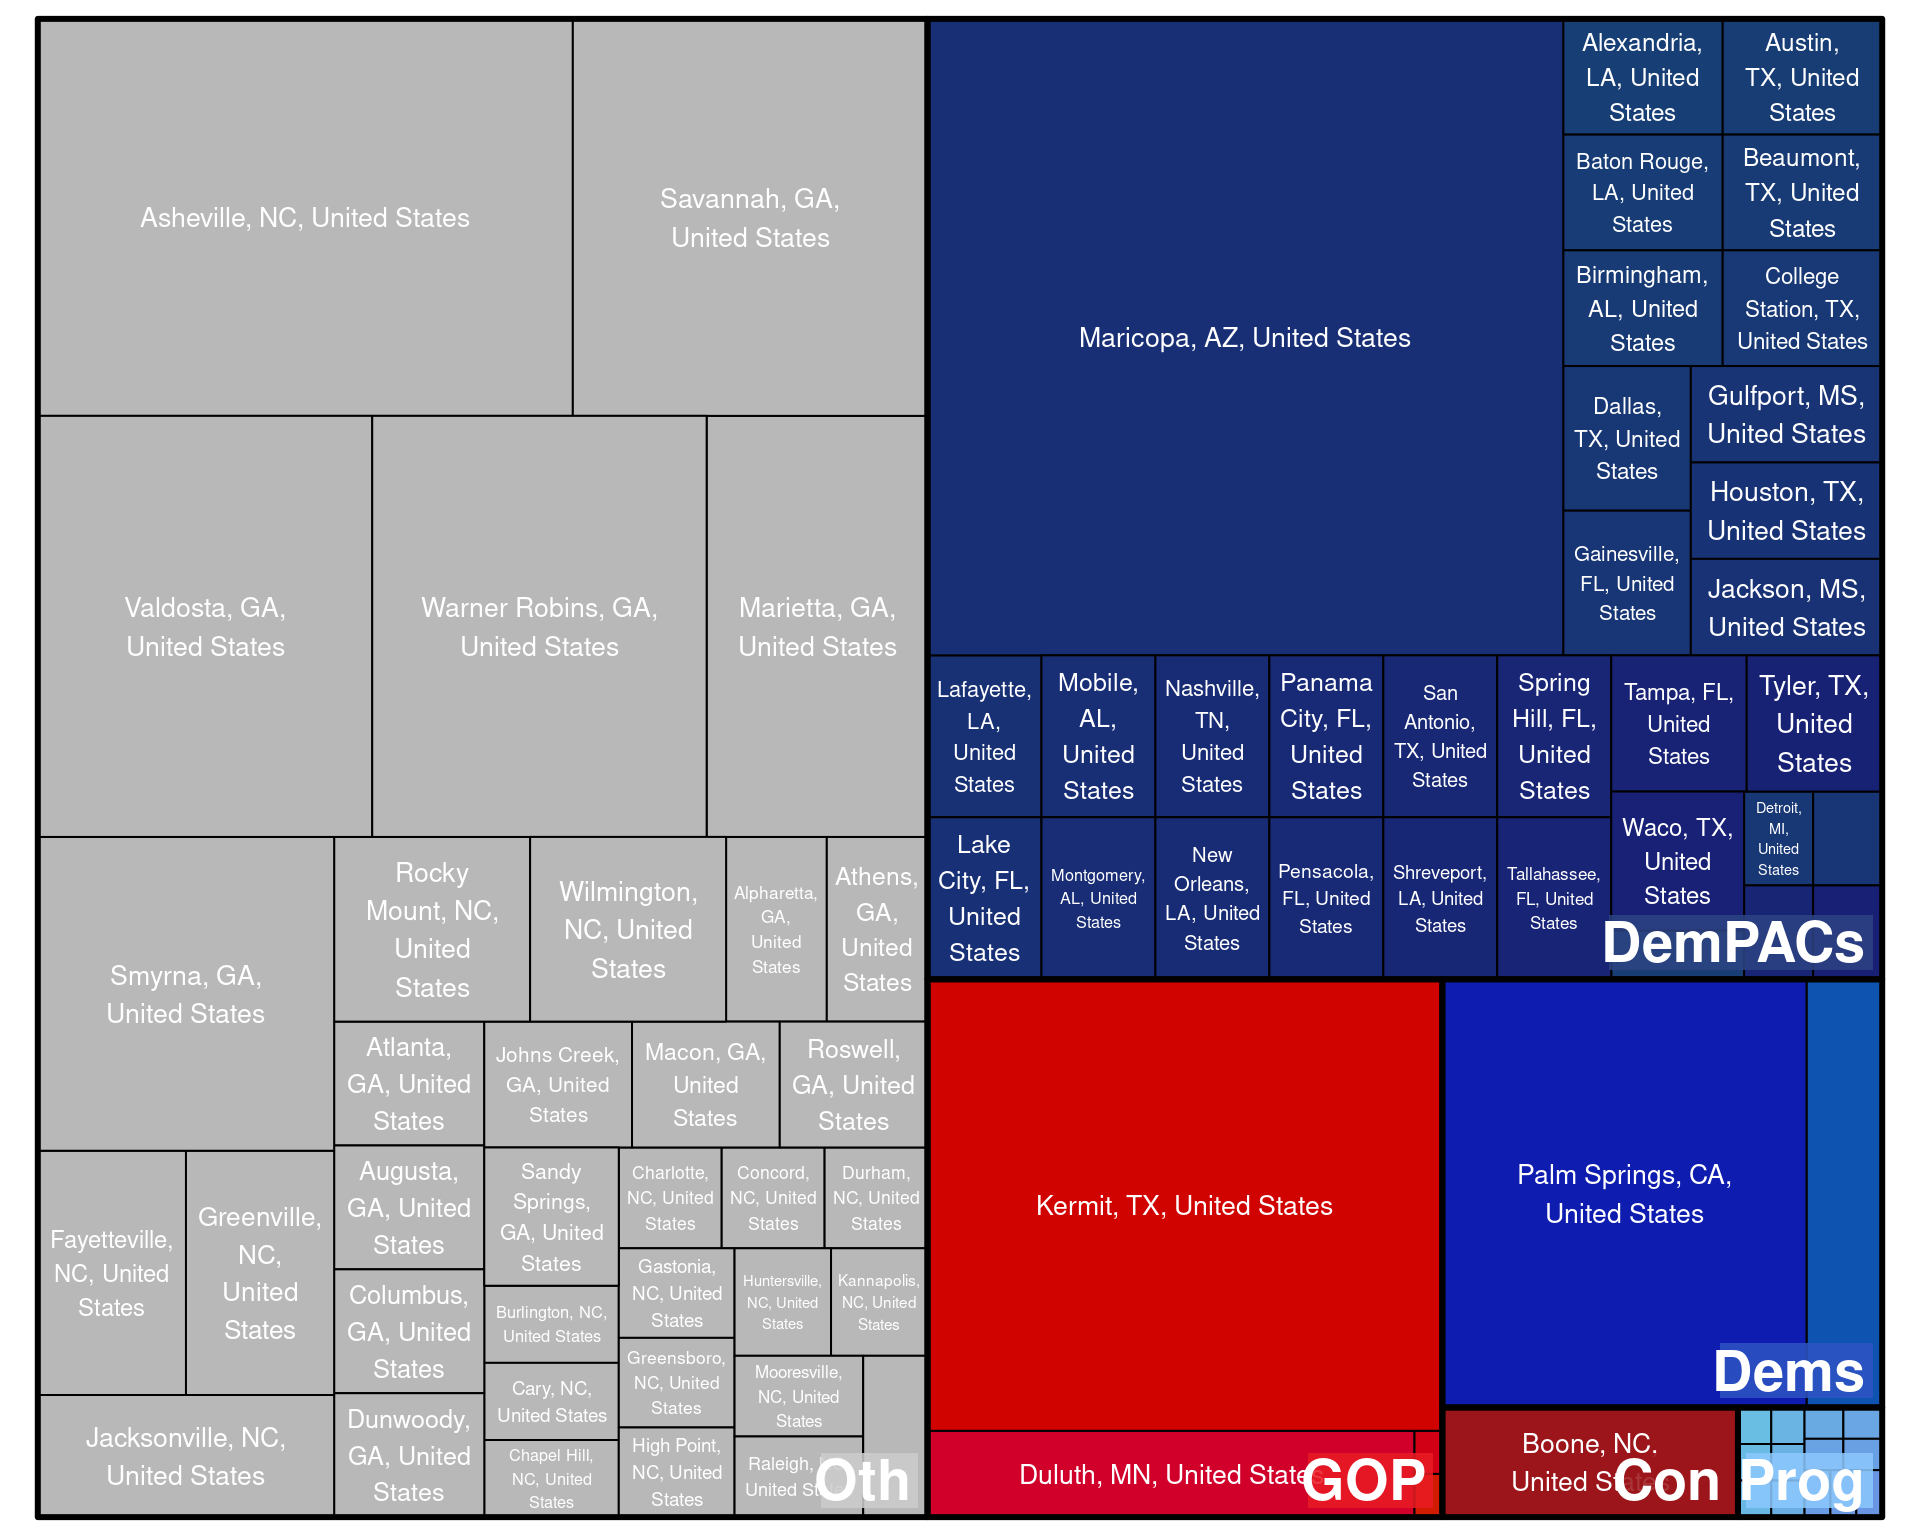 Asheville, NC, United States
Savannah, GA,
United States
Valdosta, GA,
United States
Warner Robins, GA,
United States
Marietta, GA,
United States
Smyrna, GA,
United States
Rocky
Mount, NC,
United
States
Wilmington,
NC, United
States
Alpharetta,
GA,
United
States
Athens,
GA,
United
States
Atlanta,
GA, United
States
Johns Creek,
GA, United
States
Macon, GA,
United
States
Roswell,
GA, United
States
Fayetteville,
NC, United
States
Greenville,
NC,
United
States
Jacksonville, NC,
United States
Augusta,
GA, United
States
Columbus,
GA, United
States
Dunwoody,
GA, United
States
Sandy
Springs,
GA, United
States
Burlington, NC,
United States
Cary, NC,
United States
Chapel Hill,
NC, United
States
Charlotte,
NC, United
States
Concord,
NC, United
States
Durham,
NC, United
States
Gastonia,
NC, United
States
Greensboro,
NC, United
States
High Point,
NC, United
States
Huntersville,
NC, United
States
Kannapolis,
NC, United
States
Mooresville,
NC, United
States
Raleigh,
United
Oth
Maricopa, AZ, United States
Alexandria,
LA, United
States
Austin,
TX, United
States
Baton Rouge,
LA, United
States
Beaumont,
TX, United
States
Birmingham,
AL, United
States
College
Station, TX,
United States
Dallas,
TX, United
States
Gainesville,
FL, United
States
Gulfport, MS,
United States
Houston, TX,
United States
Jackson, MS,
United States
Lafayette,
LA,
United
States
Lake
City, FL,
United
States
Mobile,
AL,
United
States
Montgomery,
AL, United
States
Nashville,
TN,
United
States
New
Orleans,
LA, United
States
Panama
City, FL,
United
States
Pensacola,
FL, United
States
San
Antonio,
TX, United
States
Shreveport,
LA, United
States
Spring
Hill, FL,
United
States
Tallahassee,
FL, United
States
Tampa, FL,
United
States
Tyler, TX,
United
States
Waco, TX,
United
States
Detroit,
MI,
United
States
DemPACs
Kermit, TX, United States
Duluth, MN, United States
GOP
Palm Springs, CA,
United States
Dems
Boone, NC.
United States
Con
Prog